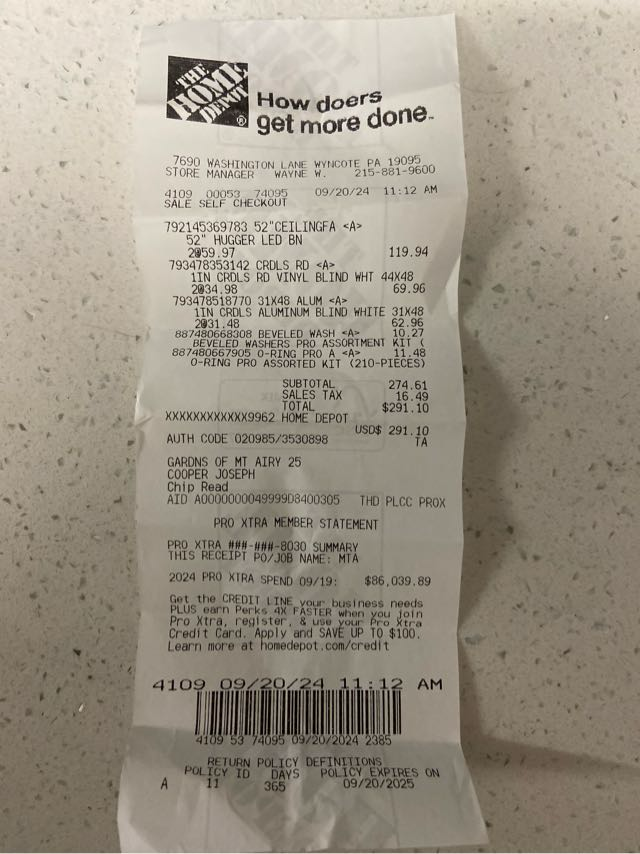 THE
HOME
DEPOT
®
How doers
get more done™
7690 WASHINGTON LANE WYNCOTE PA 19095
STORE MANAGER WAYNE W. 215-881-9600
4109 00053 74095 09/20/24 11:12 AM
SALE SELF CHECKOUT
792145369783 52"CEILINGFA <A>
52" HUGGER LED BN
2@59.97 119.94
793478353142 CRDLS RD <A>
1IN CRDLS RD VINYL BLIND WHT 44X48
2@34.98 69.96
793478518770 31X48 ALUM <A>
1IN CRDLS ALUMINUM BLIND WHITE 31X48
2@31.48 62.96
887480668308 BEVELED WASH <A> 10.27
BEVELED WASHERS PRO ASSORTMENT KIT (
887480667905 O-RING PRO A <A> 11.48
O-RING PRO ASSORTED KIT (210-PIECES)
SUBTOTAL 274.61
SALES TAX 16.49
TOTAL $291.10
XXXXXXXXXXXX9962 HOME DEPOT
USD$ 291.10
AUTH CODE 020985/3530898 TA
GARDNS OF MT AIRY 25
COOPER JOSEPH
Chip Read
AID A0000000049999D8400305 THD PLCC PROX
PRO XTRA MEMBER STATEMENT
PRO XTRA ###-###-8030 SUMMARY
THIS RECEIPT PO/JOB NAME: MTA
2024 PRO XTRA SPEND 09/19: $86,039.89
Get the CREDIT LINE your business needs
PLUS earn Perks 4X FASTER when you join
Pro Xtra, register, & use your Pro Xtra
Credit Card. Apply and SAVE UP TO $100.
Learn more at homedepot.com/credit
4109 09/20/24 11:12 AM
4109 53 74095 09/20/2024 2385
RETURN POLICY DEFINITIONS
POLICY ID DAYS POLICY EXPIRES ON
A 11 365 09/20/2025